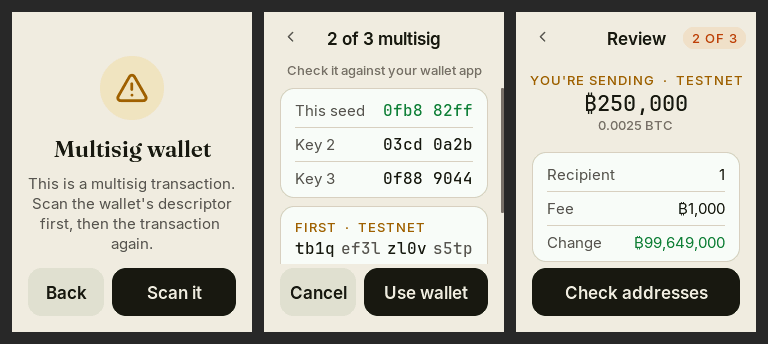 Multisig wallet
This is a multisig transaction.
Scan the wallet's descriptor
first, then the transaction
again.
Back
Scan it
2 of 3 multisig
Check it against your wallet app
This seed 0fb8 82ff
Key 2 03cd 0a2b
Key 3 0f88 9044
FIRST · TESTNET
tb1q ef3l zl0v s5tp
Cancel
Use wallet
Review
2 OF 3
YOU'RE SENDING · TESTNET
₿250,000
0.0025 BTC
Recipient 1
Fee ₿1,000
Change ₿99,649,000
Check addresses